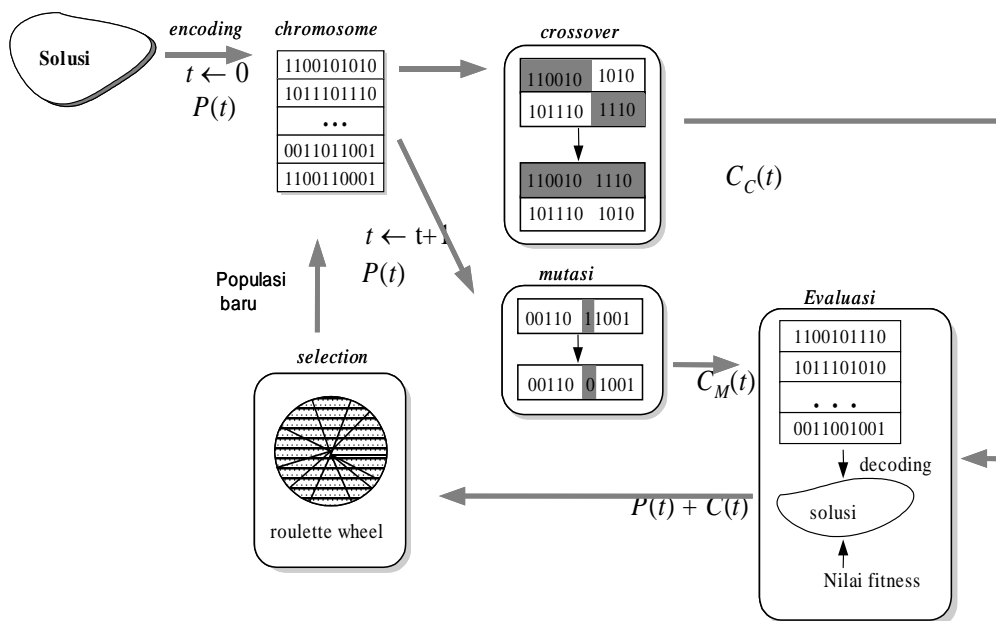 Solusi
encoding
t ← 0
P(t)
chromosome
1100101010
1011101110
...
0011011001
1100110001
crossover
110010 1010
101110 1110
110010 1110
101110 1010
C_C(t)
t ← t+1
P(t)
Populasi
baru
mutasi
00110 1 1001
00110 0 1001
C_M(t)
Evaluasi
1100101110
1011101010
. . .
0011001001
decoding
solusi
Nilai fitness
P(t) + C(t)
selection
roulette wheel